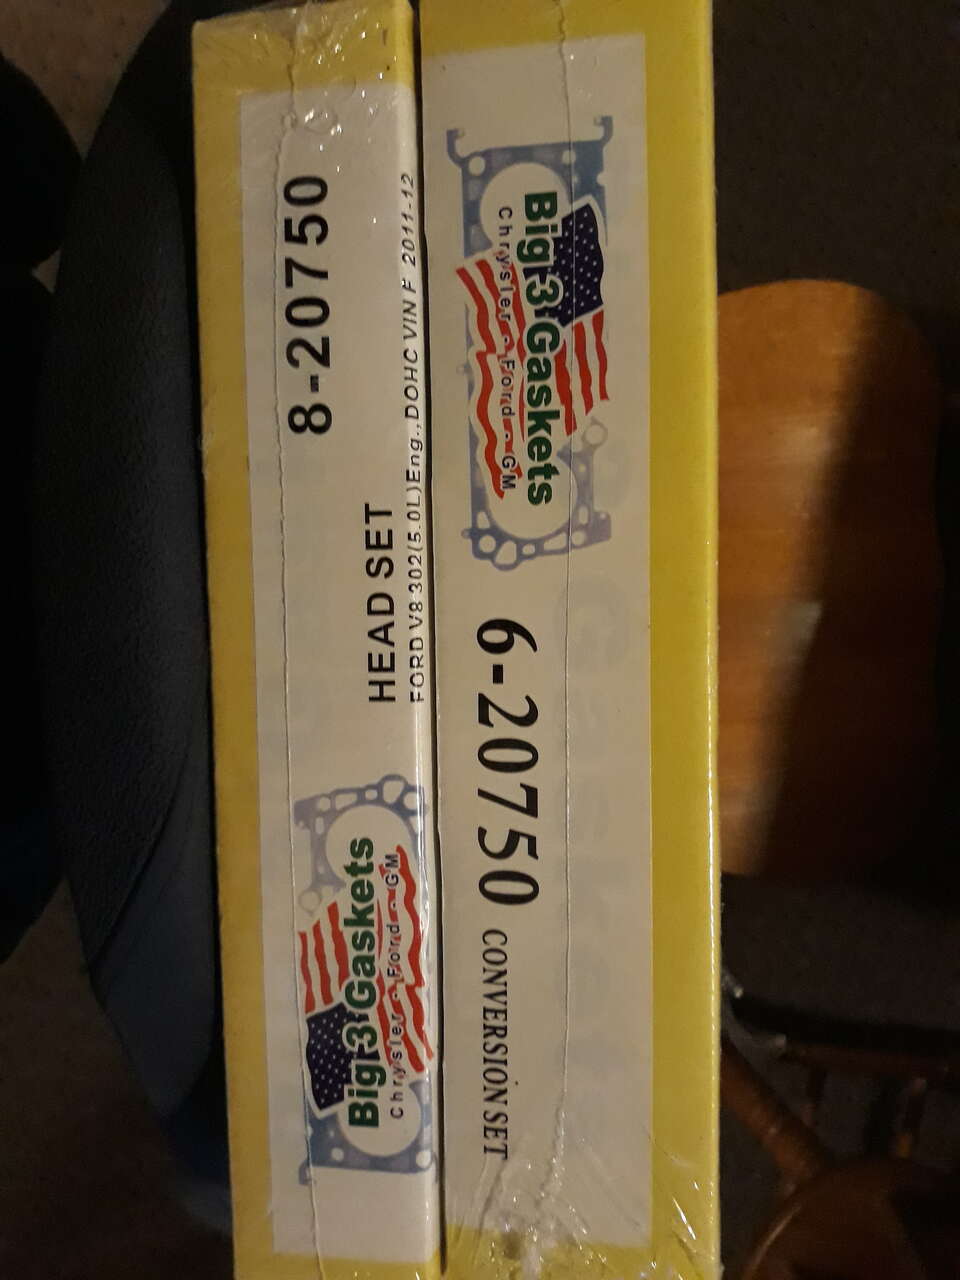 8-20750
HEAD SET
FORD V8 302(5.0L)Eng.,DOHC VIN F 2011-12
Big 3 Gaskets
Chrysler - Ford - GM
Big 3 Gaskets
Chrysler - Ford - GM
6-20750 CONVERSION SET